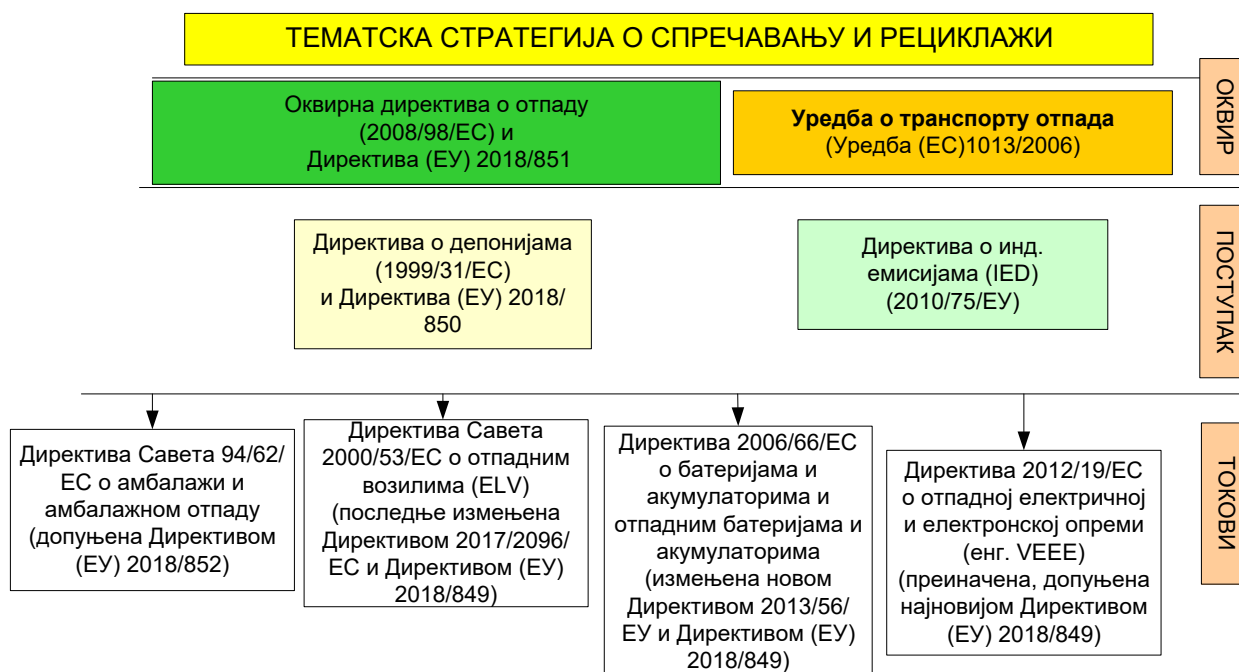 ТЕМАТСКА СТРАТЕГИЈА О СПРЕЧАВАЊУ И РЕЦИКЛАЖИ
Оквирна директива о отпаду
(2008/98/ЕС) и
Директива (ЕУ) 2018/851
Уредба о транспорту отпада
(Уредба (ЕС)1013/2006)
ОКВИР
Директива о депонијама
(1999/31/ЕС)
и Директива (ЕУ) 2018/
850
Директива о инд.
емисијама (IED)
(2010/75/ЕУ)
ПОСТУПАК
Директива Савета 94/62/
ЕС о амбалажи и
амбалажном отпаду
(допуњена Директивом
(ЕУ) 2018/852)
Директива Савета
2000/53/ЕС о отпадним
возилима (ELV)
(последње измењена
Директивом 2017/2096/
ЕС и Директивом (ЕУ)
2018/849)
Директива 2006/66/ЕС
о батеријама и
акумулаторима и
отпадним батеријама и
акумулаторима
(измењена новом
Директивом 2013/56/
ЕУ и Директивом (ЕУ)
2018/849)
Директива 2012/19/ЕС
о отпадној електричној
и електронској опреми
(енг. VEEE)
(преиначена, допуњена
најновијом Директивом
(ЕУ) 2018/849)
ТОКОВИ